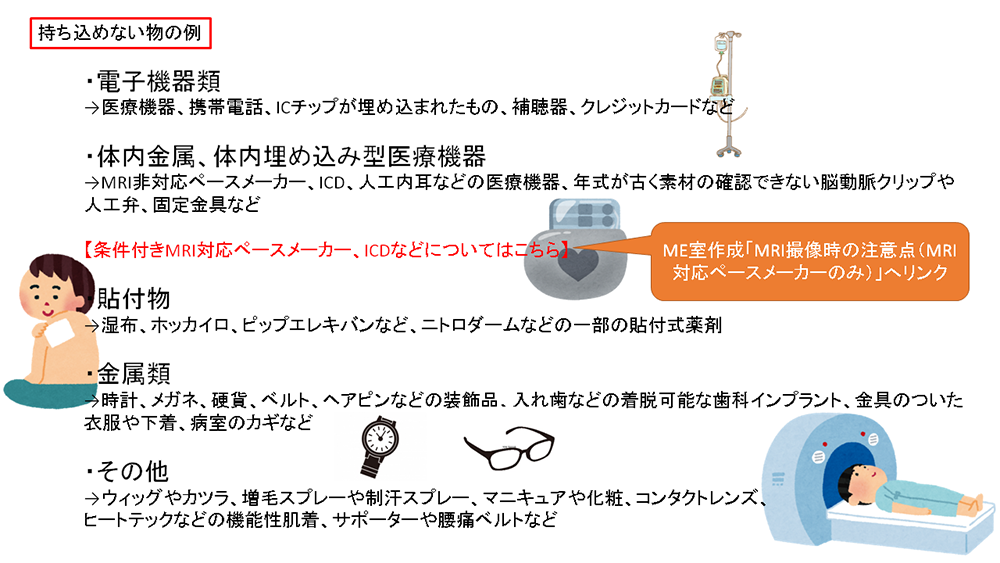 持ち込めない物の例
・電子機器類
→医療機器、携帯電話、ICチップが埋め込まれたもの、補聴器、クレジットカードなど
・体内金属、体内埋め込み型医療機器
→MRI非対応ペースメーカー、ICD、人工内耳などの医療機器、年式が古く素材の確認できない脳動脈クリップや
人工弁、固定金具など
【条件付きMRI対応ペースメーカー、ICDなどについてはこちら】
ME室作成「MRI撮像時の注意点（MRI
対応ペースメーカーのみ）」へリンク
・貼付物
→湿布、ホッカイロ、ピップエレキバンなど、ニトロダームなどの一部の貼付式薬剤
・金属類
→時計、メガネ、硬貨、ベルト、ヘアピンなどの装飾品、入れ歯などの着脱可能な歯科インプラント、金具のついた
衣服や下着、病室のカギなど
・その他
→ウィッグやカツラ、増毛スプレーや制汗スプレー、マニキュアや化粧、コンタクトレンズ、
ヒートテックなどの機能性肌着、サポーターや腰痛ベルトなど